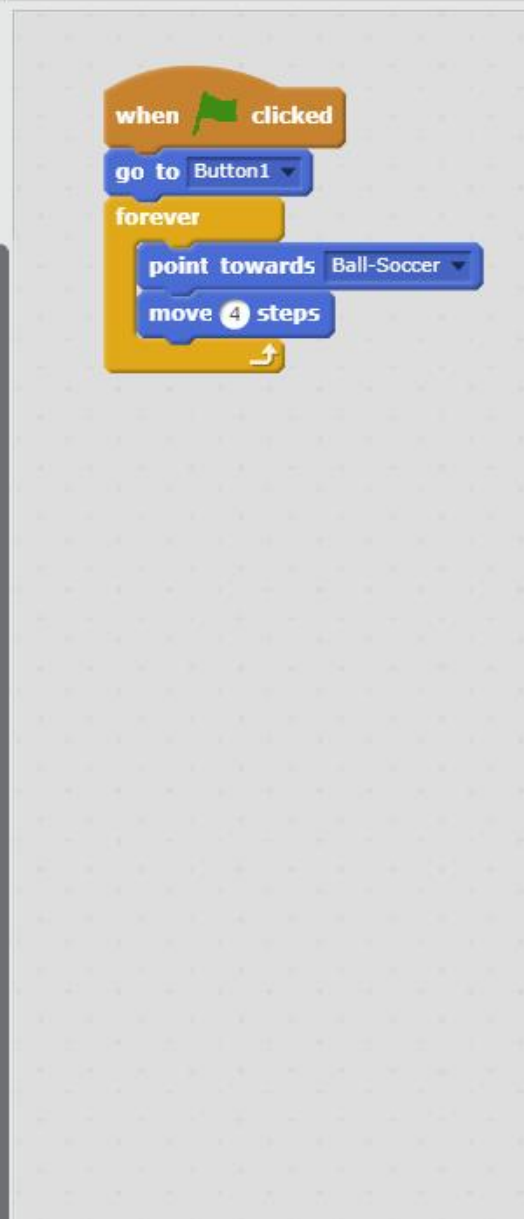 when clicked
go to Button1
forever
point towards Ball-Soccer
move 4 steps